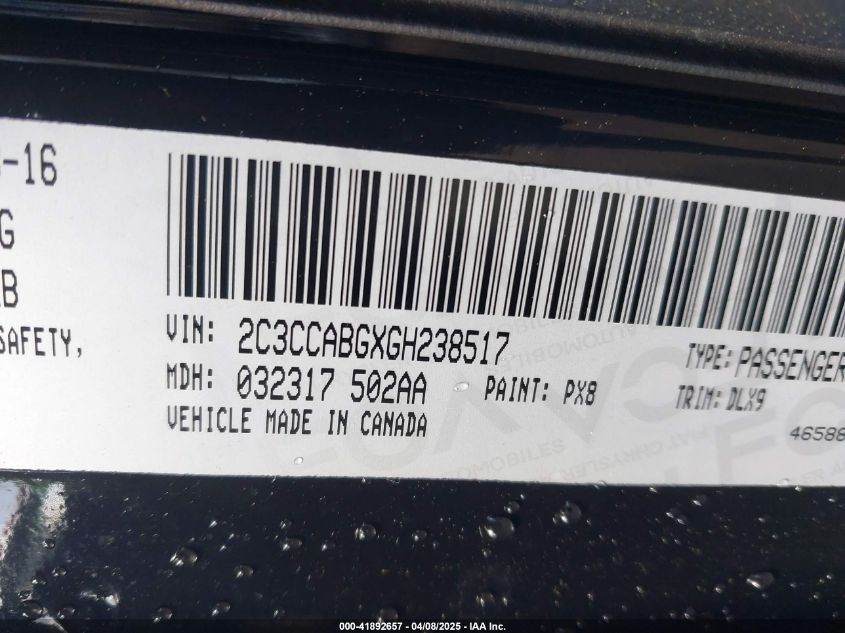 -16
G
B
SAFETY,
VIN: 2C3CCABGXGH238517
TYPE: PASSENGER
MDH: 032317 502AA
PAINT: PX8
TRIM: DLX9
VEHICLE MADE IN CANADA
46588
000-41892657 - 04/08/2025 - IAA Inc.